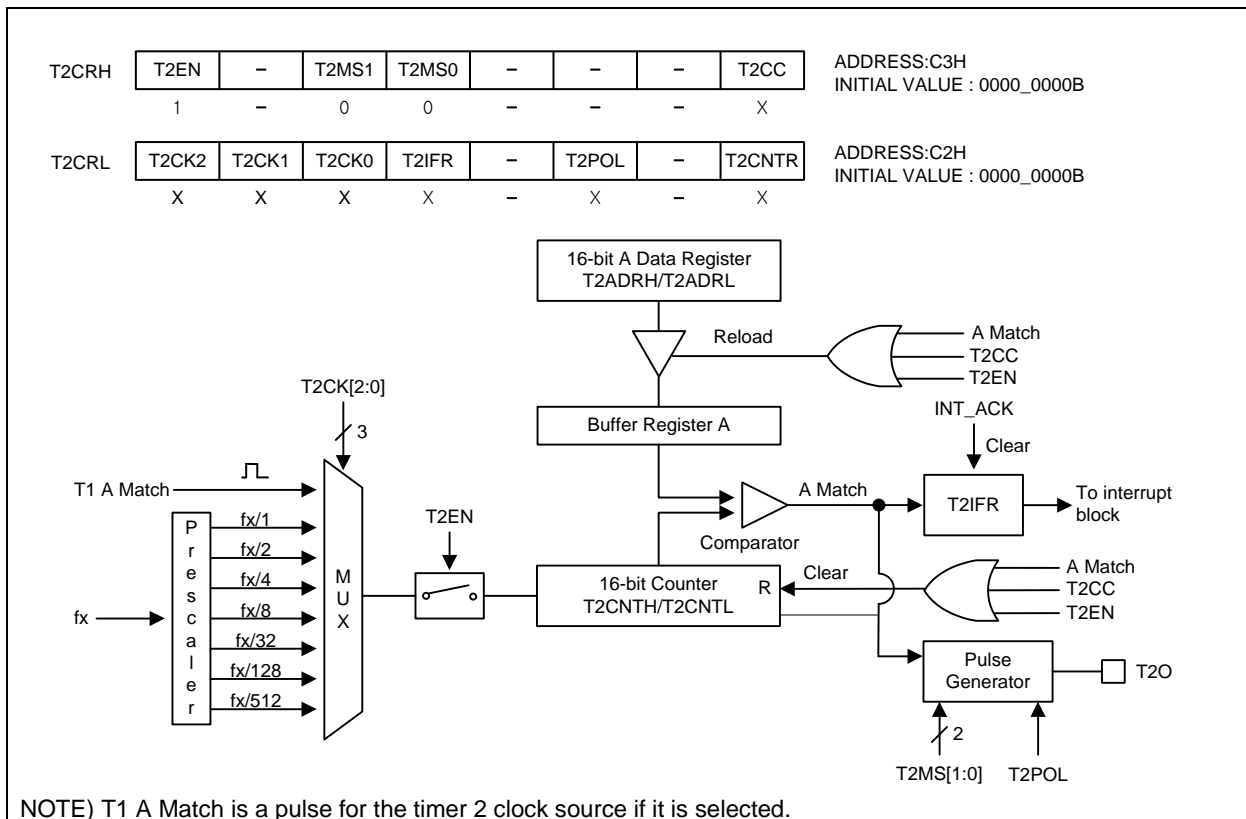 T2CRH T2EN – T2MS1 T2MS0 – – – T2CC ADDRESS:C3H
INITIAL VALUE : 0000_0000B
1 – 0 0 – – – X
T2CRL T2CK2 T2CK1 T2CK0 T2IFR – T2POL – T2CNTR ADDRESS:C2H
INITIAL VALUE : 0000_0000B
X X X X – X – X
16-bit A Data Register
T2ADRH/T2ADRL
Reload
A Match
T2CC
T2EN
T2CK[2:0]
3
Buffer Register A
INT_ACK
Clear
T1 A Match
Prescaler
fx
fx/1
fx/2
fx/4
fx/8
fx/32
fx/128
fx/512
MUX
T2EN
Comparator
A Match
T2IFR
To interrupt
block
16-bit Counter
T2CNTH/T2CNTL
R
Clear
A Match
T2CC
T2EN
Pulse
Generator
T2O
2
T2MS[1:0]
T2POL
NOTE) T1 A Match is a pulse for the timer 2 clock source if it is selected.